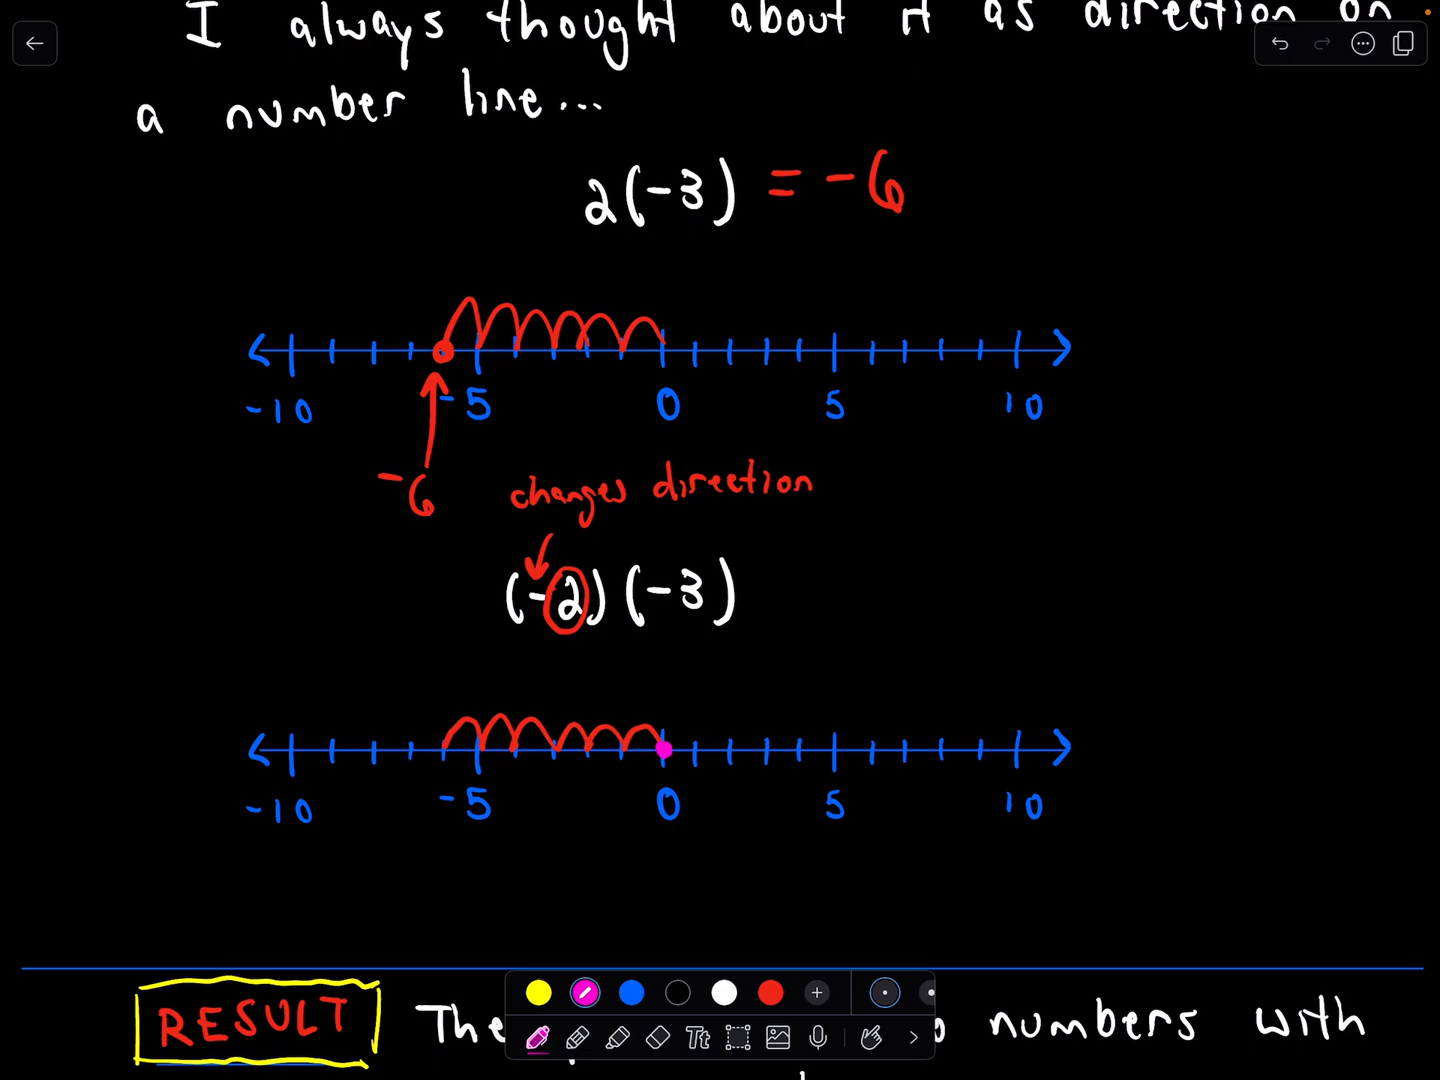 I always thought about it as direction on
a number line...
2(-3) = -6
-10 -5 0 5 10
-6
changes direction
(-2)(-3)
-10 -5 0 5 10
RESULT The numbers with
Tt